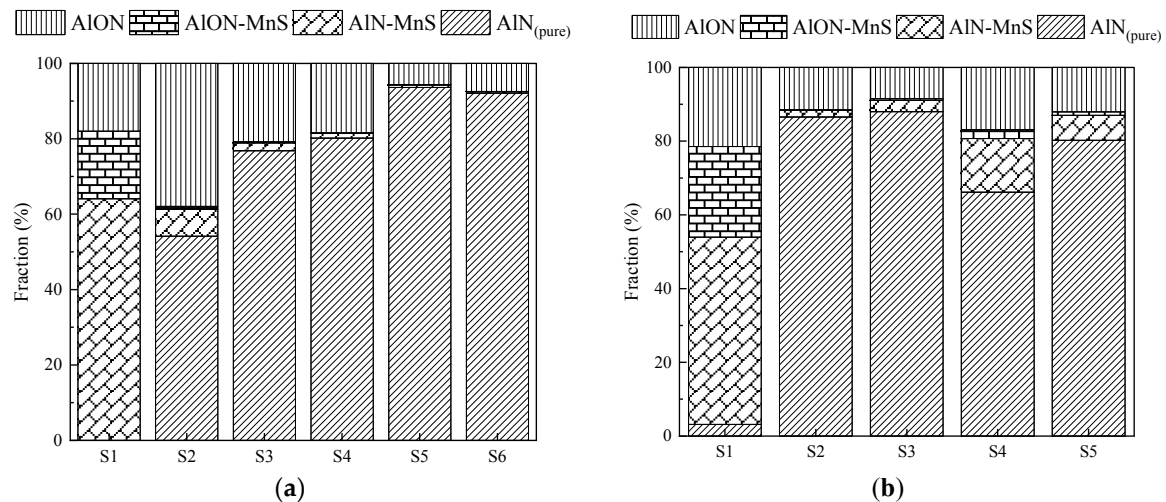 AlON AlON-MnS AlN-MnS AlN(pure)
100
80
60
40
20
0
Fraction (%)
S1 S2 S3 S4 S5 S6
(a)
AlON AlON-MnS AlN-MnS AlN(pure)
100
80
60
40
20
0
Fraction (%)
S1 S2 S3 S4 S5
(b)